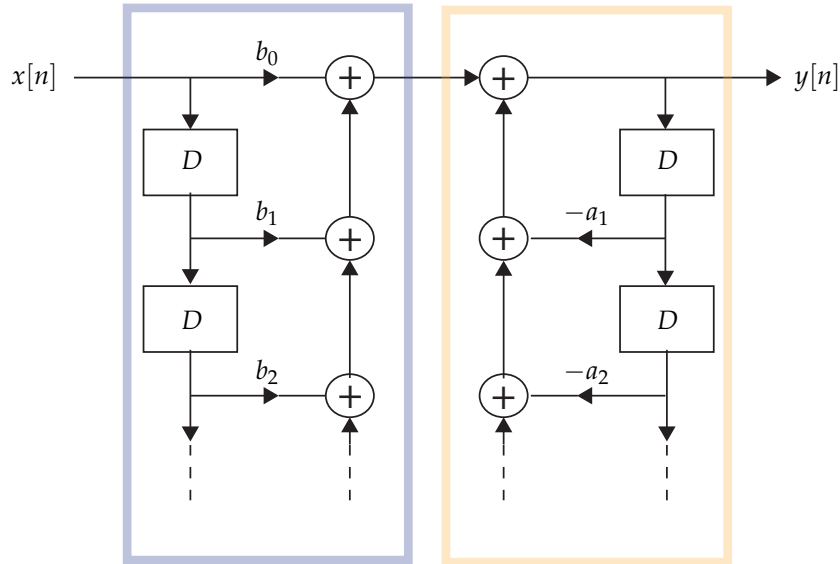 b₀
x[n] + + y[n]
D D
b₁ −a₁
+ +
D D
b₂ −a₂
+ +